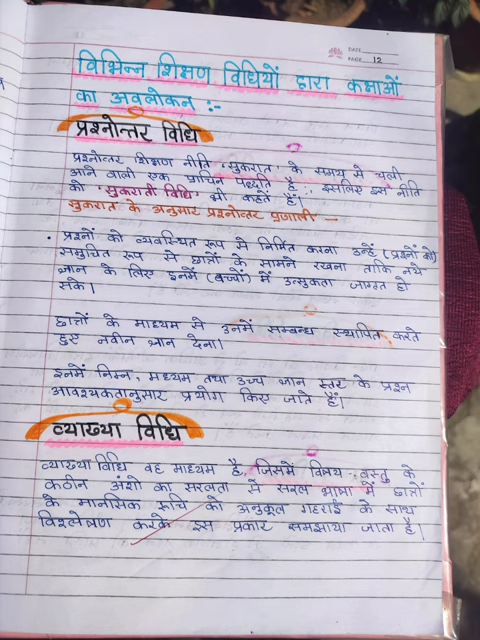 DATE
PAGE 12
विभिन्न शिक्षण विधियों द्वारा कक्षाओं
का अवलोकन :-
प्रश्नोत्तर विधि
प्रश्नोत्तर शिक्षण नीति 'सुकरात' के समय से चली
आने वाली एक प्राचिन पद्धति है। इसलिए इस नीति
को 'सुकराती विधि' भी कहते हैं।
सुकरात के अनुसार प्रश्नोत्तर प्रणाली —
• प्रश्नों को व्यवस्थित रूप से निर्मित करना उन्हें (प्रश्नों को)
समुचित रूप से छात्रों के सामने रखना ताकि नये
ज्ञान के लिए इनमें (बच्चों) में उत्सुकता जाग्रत हो
सके।
छात्रों के माध्यम से उनमें सम्बन्ध स्थापित करते
हुए नवीन ज्ञान देना।
इनमें निम्न, मध्यम तथा उच्च ज्ञान स्तर के प्रश्न
आवश्यकतानुसार प्रयोग किए जाते हैं।
व्याख्या विधि
व्याख्या विधि वह माध्यम है, जिसमें विषय-वस्तु के
कठीन अंशो का सरलता से सरल भाषा में छात्रों
के मानसिक रूचि को अनुकूल गहराई के साथ
विश्लेषण करके इस प्रकार समझाया जाता है।